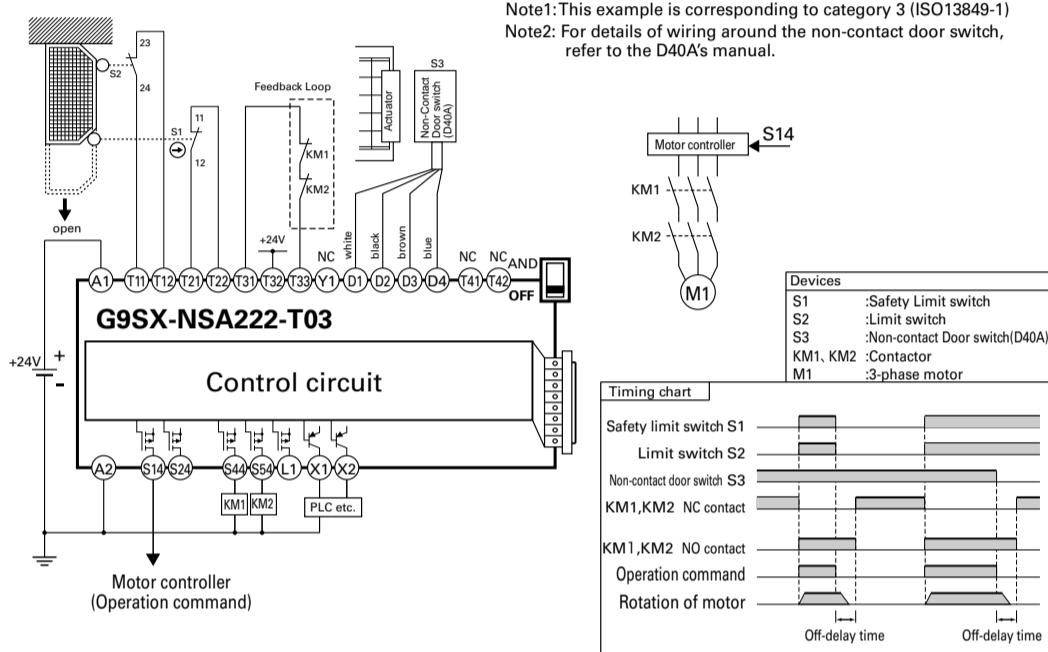 Note1: This example is corresponding to category 3 (ISO13849-1)
Note2: For details of wiring around the non-contact door switch,
refer to the D40A's manual.
23
S2
24
11
S1
12
open
Feedback Loop
KM1
KM2
Actuator
S3
Non-Contact
Door switch
(D40A)
white
black
brown
blue
+24V
NC
NC
NC
AND
OFF
A1
T11
T12
T21
T22
T31
T32
T33
Y1
D1
D2
D3
D4
T41
T42
G9SX-NSA222-T03
Control circuit
+24V
+
-
A2
S14
S24
S44
S54
L1
X1
X2
KM1
KM2
PLC etc.
Motor controller
(Operation command)
Motor controller
S14
KM1
KM2
M1
Devices
S1 :Safety Limit switch
S2 :Limit switch
S3 :Non-contact Door switch(D40A)
KM1、KM2 :Contactor
M1 :3-phase motor
Timing chart
Safety limit switch S1
Limit switch S2
Non-contact door switch S3
KM1,KM2 NC contact
KM1,KM2 NO contact
Operation command
Rotation of motor
Off-delay time
Off-delay time